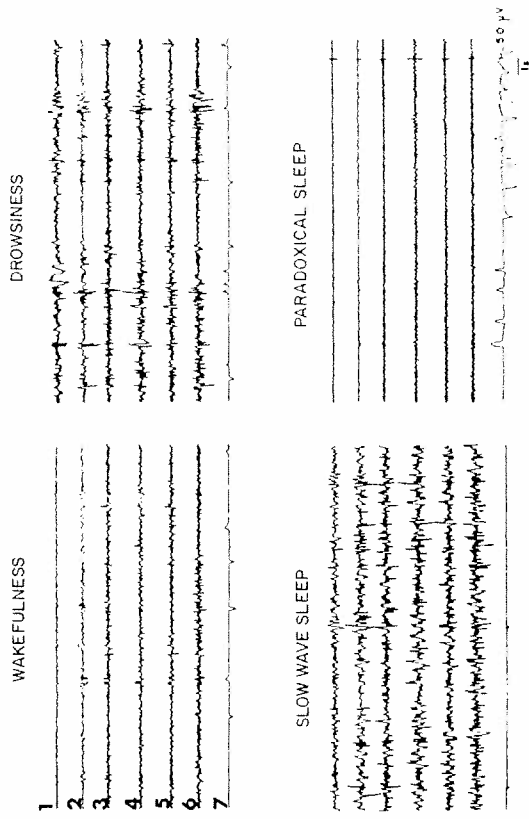 WAKEFULNESS
DROWSINESS
1
2
3
4
5
6
7
SLOW WAVE SLEEP
PARADOXICAL SLEEP
50 μV
1s